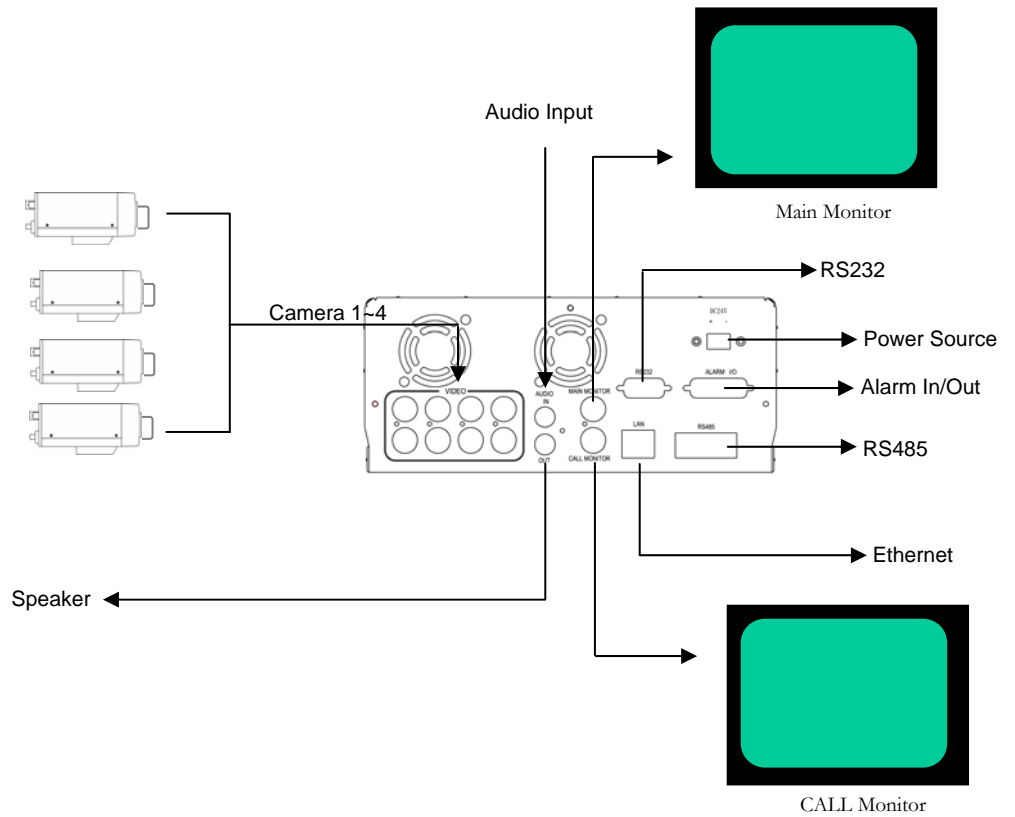 Audio Input
Main Monitor
RS232
Camera 1~4
DC24V
+ -
Power Source
RS232
ALARM I/O
Alarm In/Out
VIDEO
AUDIO
IN
MAIN MONITOR
LAN
RS485
RS485
OUT
CALL MONITOR
Ethernet
Speaker
CALL Monitor